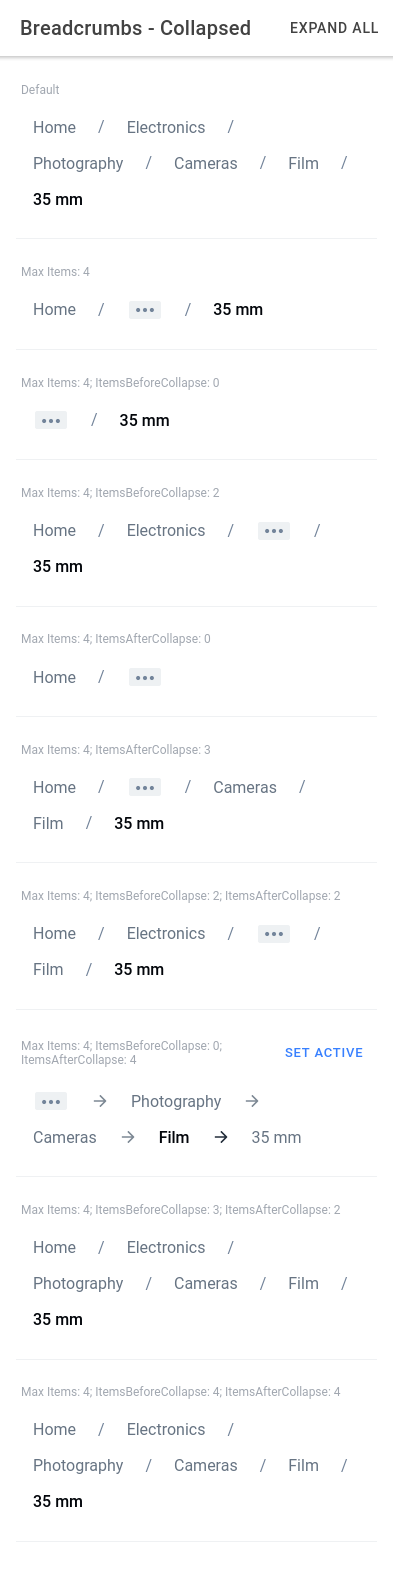 Breadcrumbs - Collapsed EXPAND ALL
Default
Home / Electronics /
Photography / Cameras / Film /
35 mm
Max Items: 4
Home / ••• / 35 mm
Max Items: 4; ItemsBeforeCollapse: 0
••• / 35 mm
Max Items: 4; ItemsBeforeCollapse: 2
Home / Electronics / ••• /
35 mm
Max Items: 4; ItemsAfterCollapse: 0
Home / •••
Max Items: 4; ItemsAfterCollapse: 3
Home / ••• / Cameras /
Film / 35 mm
Max Items: 4; ItemsBeforeCollapse: 2; ItemsAfterCollapse: 2
Home / Electronics / ••• /
Film / 35 mm
Max Items: 4; ItemsBeforeCollapse: 0;
ItemsAfterCollapse: 4
SET ACTIVE
••• → Photography →
Cameras → Film → 35 mm
Max Items: 4; ItemsBeforeCollapse: 3; ItemsAfterCollapse: 2
Home / Electronics /
Photography / Cameras / Film /
35 mm
Max Items: 4; ItemsBeforeCollapse: 4; ItemsAfterCollapse: 4
Home / Electronics /
Photography / Cameras / Film /
35 mm